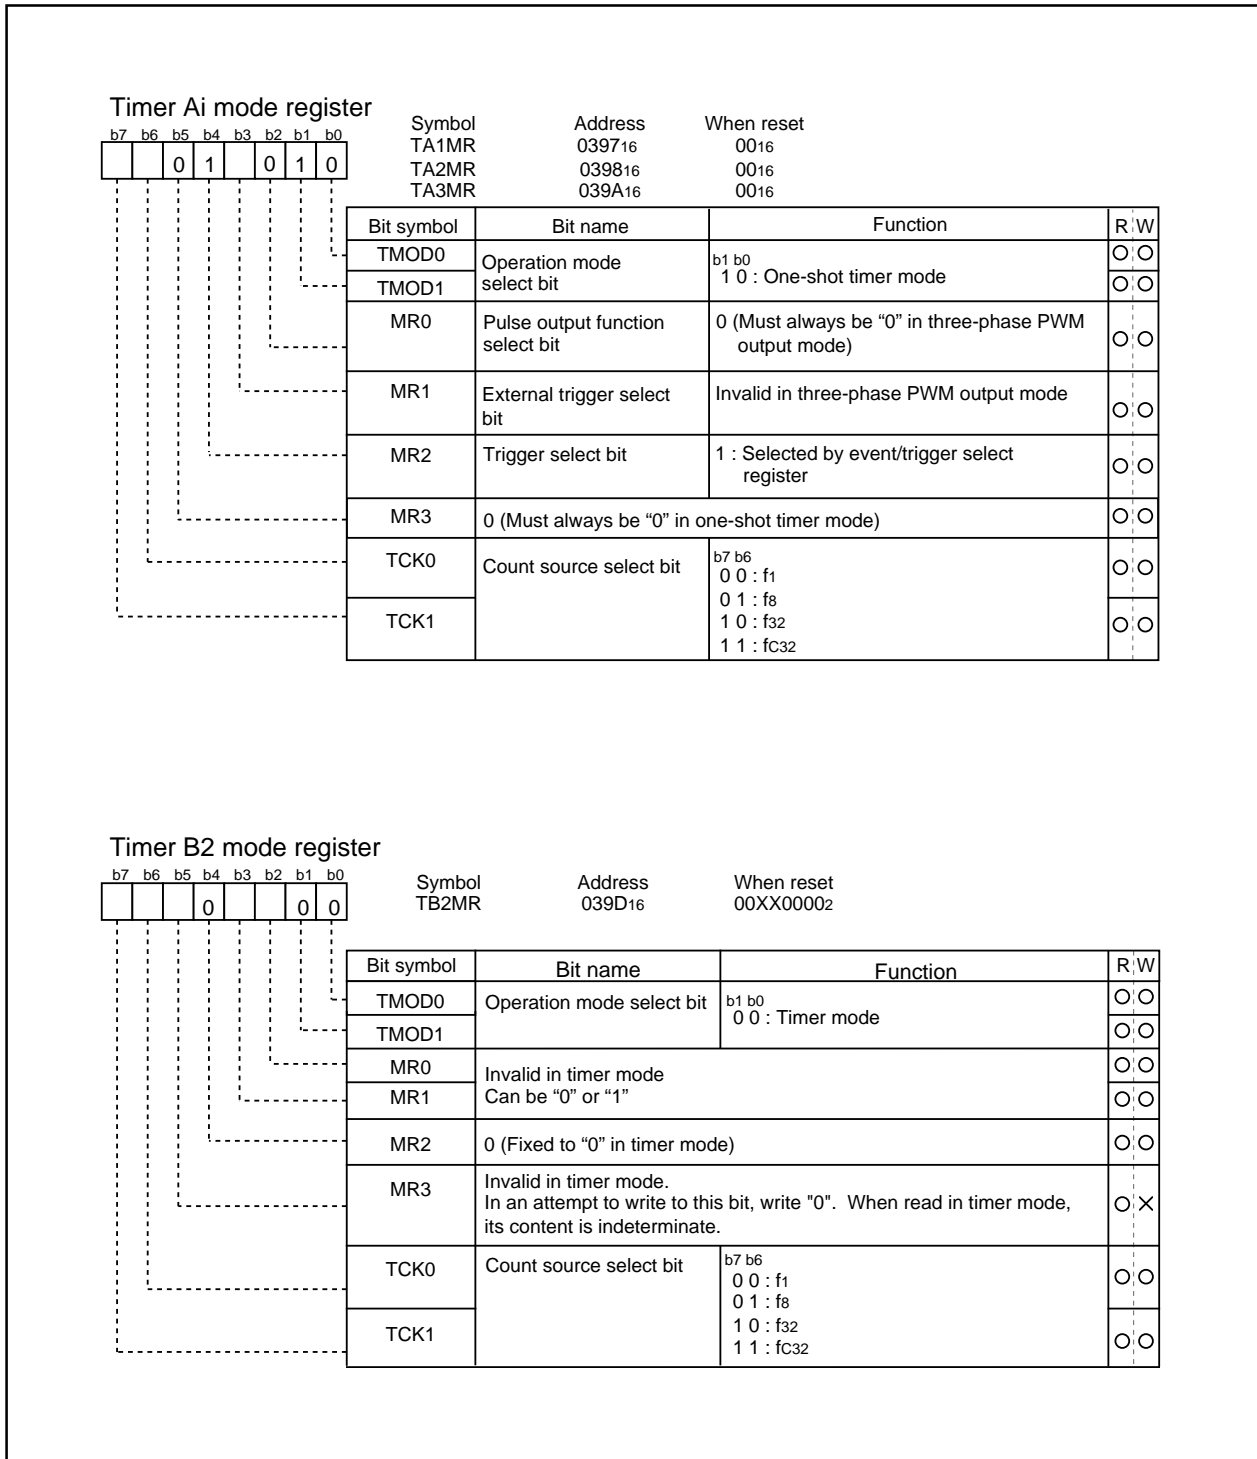 Timer Ai mode register
Symbol Address When reset
b7 b6 b5 b4 b3 b2 b1 b0
TA1MR 039716 0016
0 1 0 1 0
TA2MR 039816 0016
TA3MR 039A16 0016
Bit symbol Bit name Function R W
TMOD0
TMOD1
Operation mode
select bit
b1 b0
1 0 : One-shot timer mode
MR0 Pulse output function
select bit
0 (Must always be “0” in three-phase PWM
output mode)
MR1 External trigger select
bit
Invalid in three-phase PWM output mode
MR2 Trigger select bit 1 : Selected by event/trigger select
register
MR3 0 (Must always be “0” in one-shot timer mode)
TCK0
TCK1
Count source select bit
b7 b6
0 0 : f1
0 1 : f8
1 0 : f32
1 1 : fC32
Timer B2 mode register
b7 b6 b5 b4 b3 b2 b1 b0
Symbol Address When reset
0 0 0
TB2MR 039D16 00XX00002
Bit symbol Bit name Function R W
TMOD0
TMOD1
Operation mode select bit
b1 b0
0 0 : Timer mode
MR0
MR1
Invalid in timer mode
Can be “0” or “1”
MR2 0 (Fixed to “0” in timer mode)
MR3 Invalid in timer mode.
In an attempt to write to this bit, write "0". When read in timer mode,
its content is indeterminate.
TCK0
TCK1
Count source select bit
b7 b6
0 0 : f1
0 1 : f8
1 0 : f32
1 1 : fC32